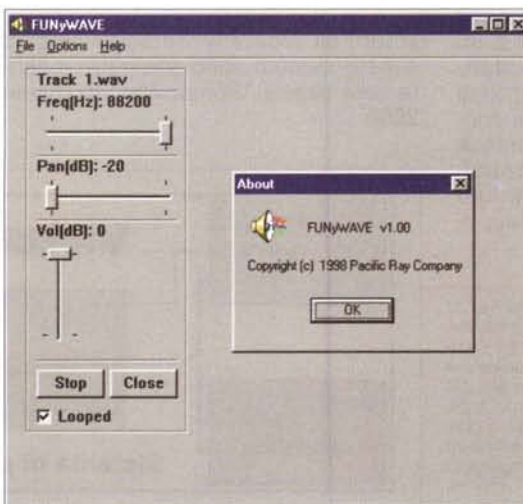 FUNyWAVE
File Options Help
Track 1.wav
Freq(Hz): 88200
Pan(dB): -20
Vol(dB): 0
Stop Close
Looped
About
FUNyWAVE v1.00
Copyright (c) 1998 Pacific Ray Company
OK